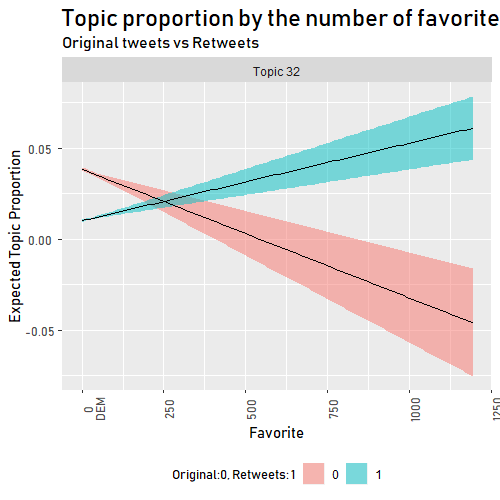 Topic proportion by the number of favorite
Original tweets vs Retweets
Topic 32
Expected Topic Proportion
0.05
0.00
-0.05
0
DEM
250
500
750
1000
1250
Favorite
Original:0, Retweets:1 0 1